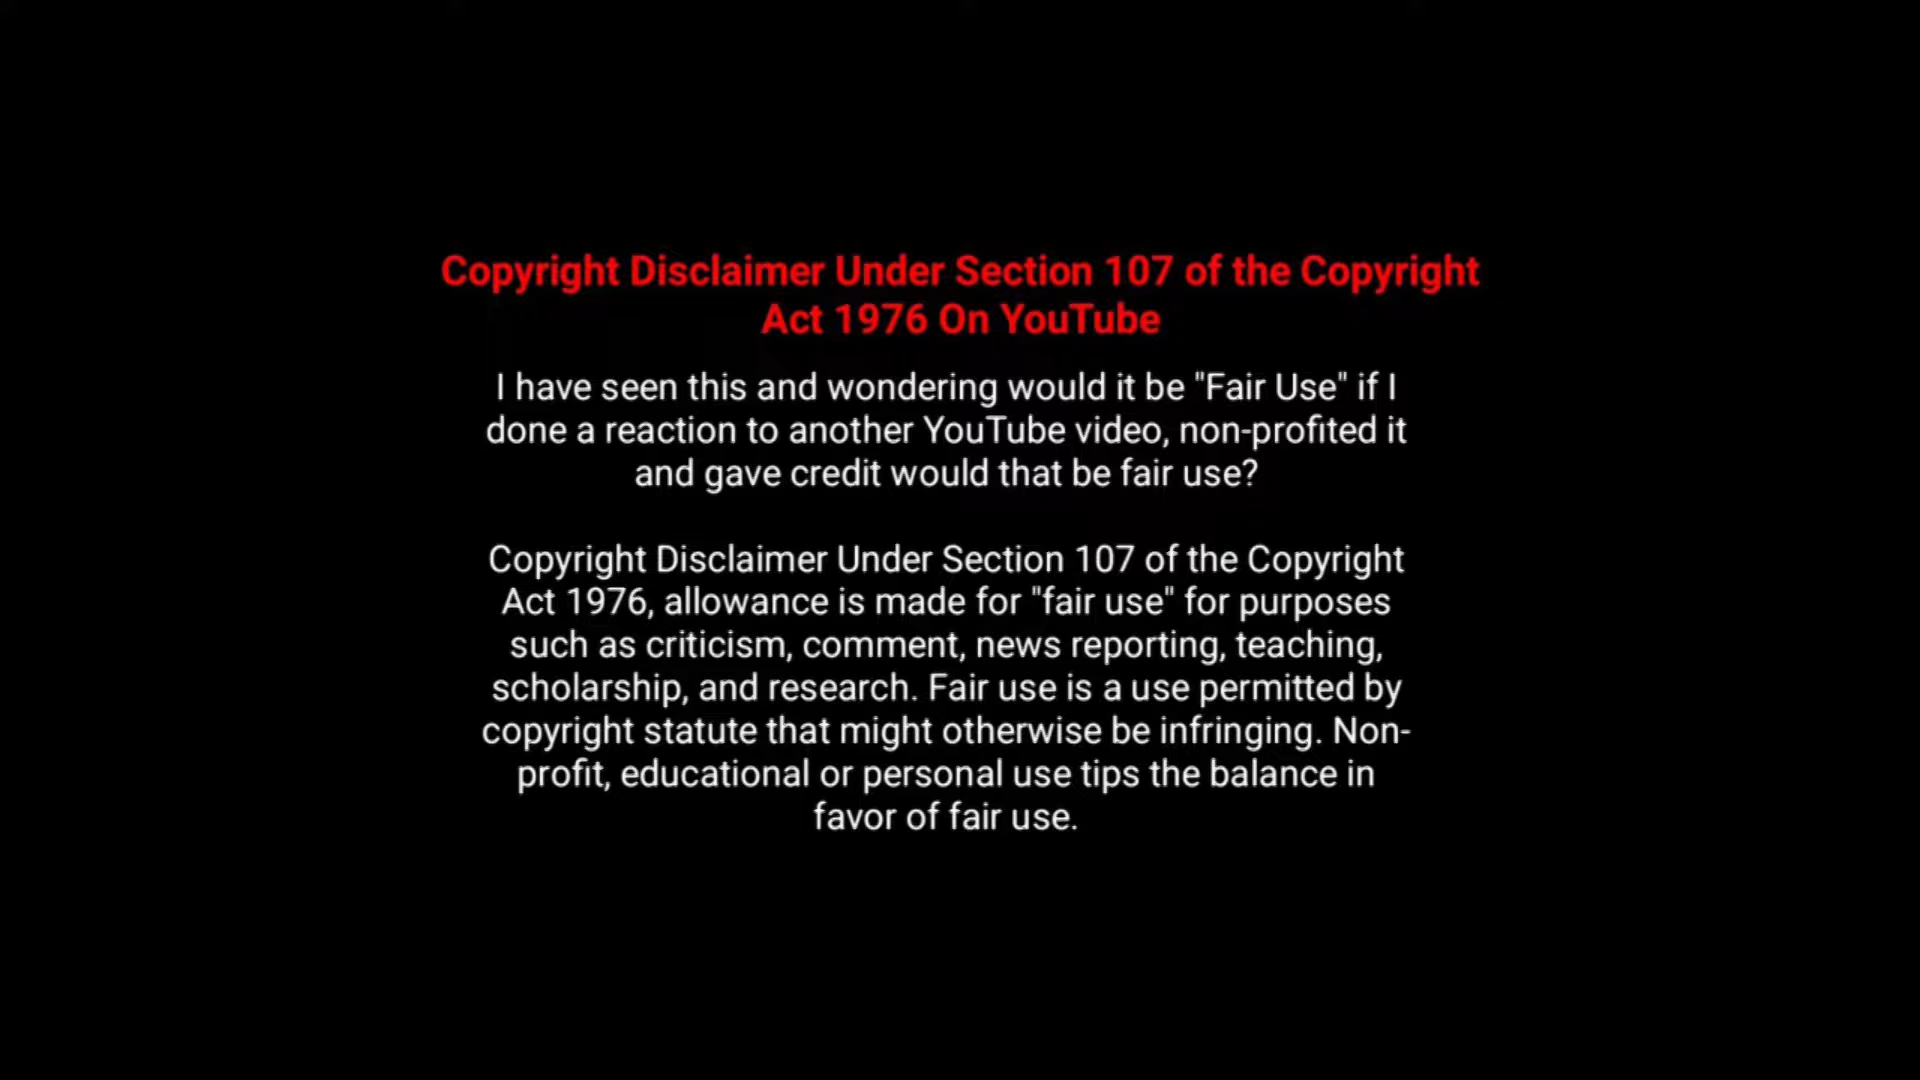 Copyright Disclaimer Under Section 107 of the Copyright
Act 1976 On YouTube
I have seen this and wondering would it be "Fair Use" if I
done a reaction to another YouTube video, non-profited it
and gave credit would that be fair use?
Copyright Disclaimer Under Section 107 of the Copyright
Act 1976, allowance is made for "fair use" for purposes
such as criticism, comment, news reporting, teaching,
scholarship, and research. Fair use is a use permitted by
copyright statute that might otherwise be infringing. Non-
profit, educational or personal use tips the balance in
favor of fair use.